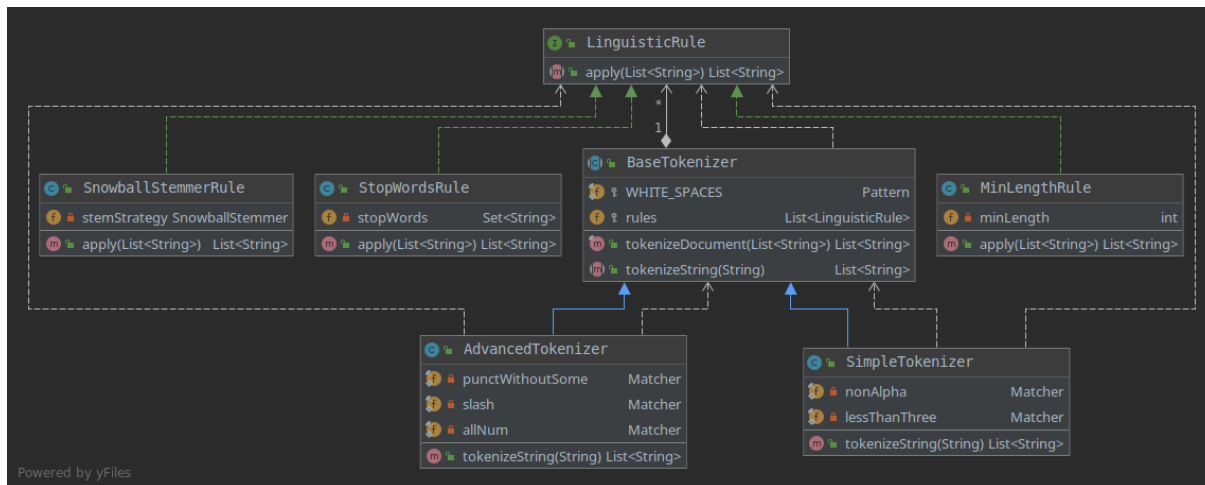 LinguisticRule
apply(List<String>) List<String>
*
1
BaseTokenizer
WHITE_SPACES Pattern
rules List<LinguisticRule>
tokenizeDocument(List<String>) List<String>
tokenizeString(String) List<String>
SnowballStemmerRule
stemStrategy SnowballStemmer
apply(List<String>) List<String>
StopWordsRule
stopWords Set<String>
apply(List<String>) List<String>
MinLengthRule
minLength int
apply(List<String>) List<String>
AdvancedTokenizer
punctWithoutSome Matcher
slash Matcher
allNum Matcher
tokenizeString(String) List<String>
SimpleTokenizer
nonAlpha Matcher
lessThanThree Matcher
tokenizeString(String) List<String>
Powered by yFiles